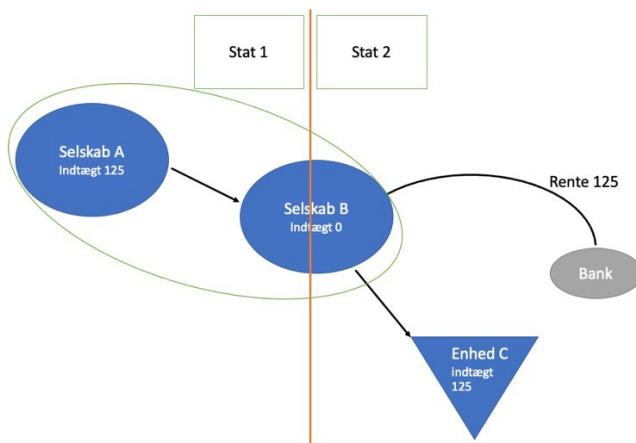 Stat 1
Stat 2
Selskab A
Indtægt 125
Selskab B
Indtægt 0
Rente 125
Bank
Enhed C
indtægt
125